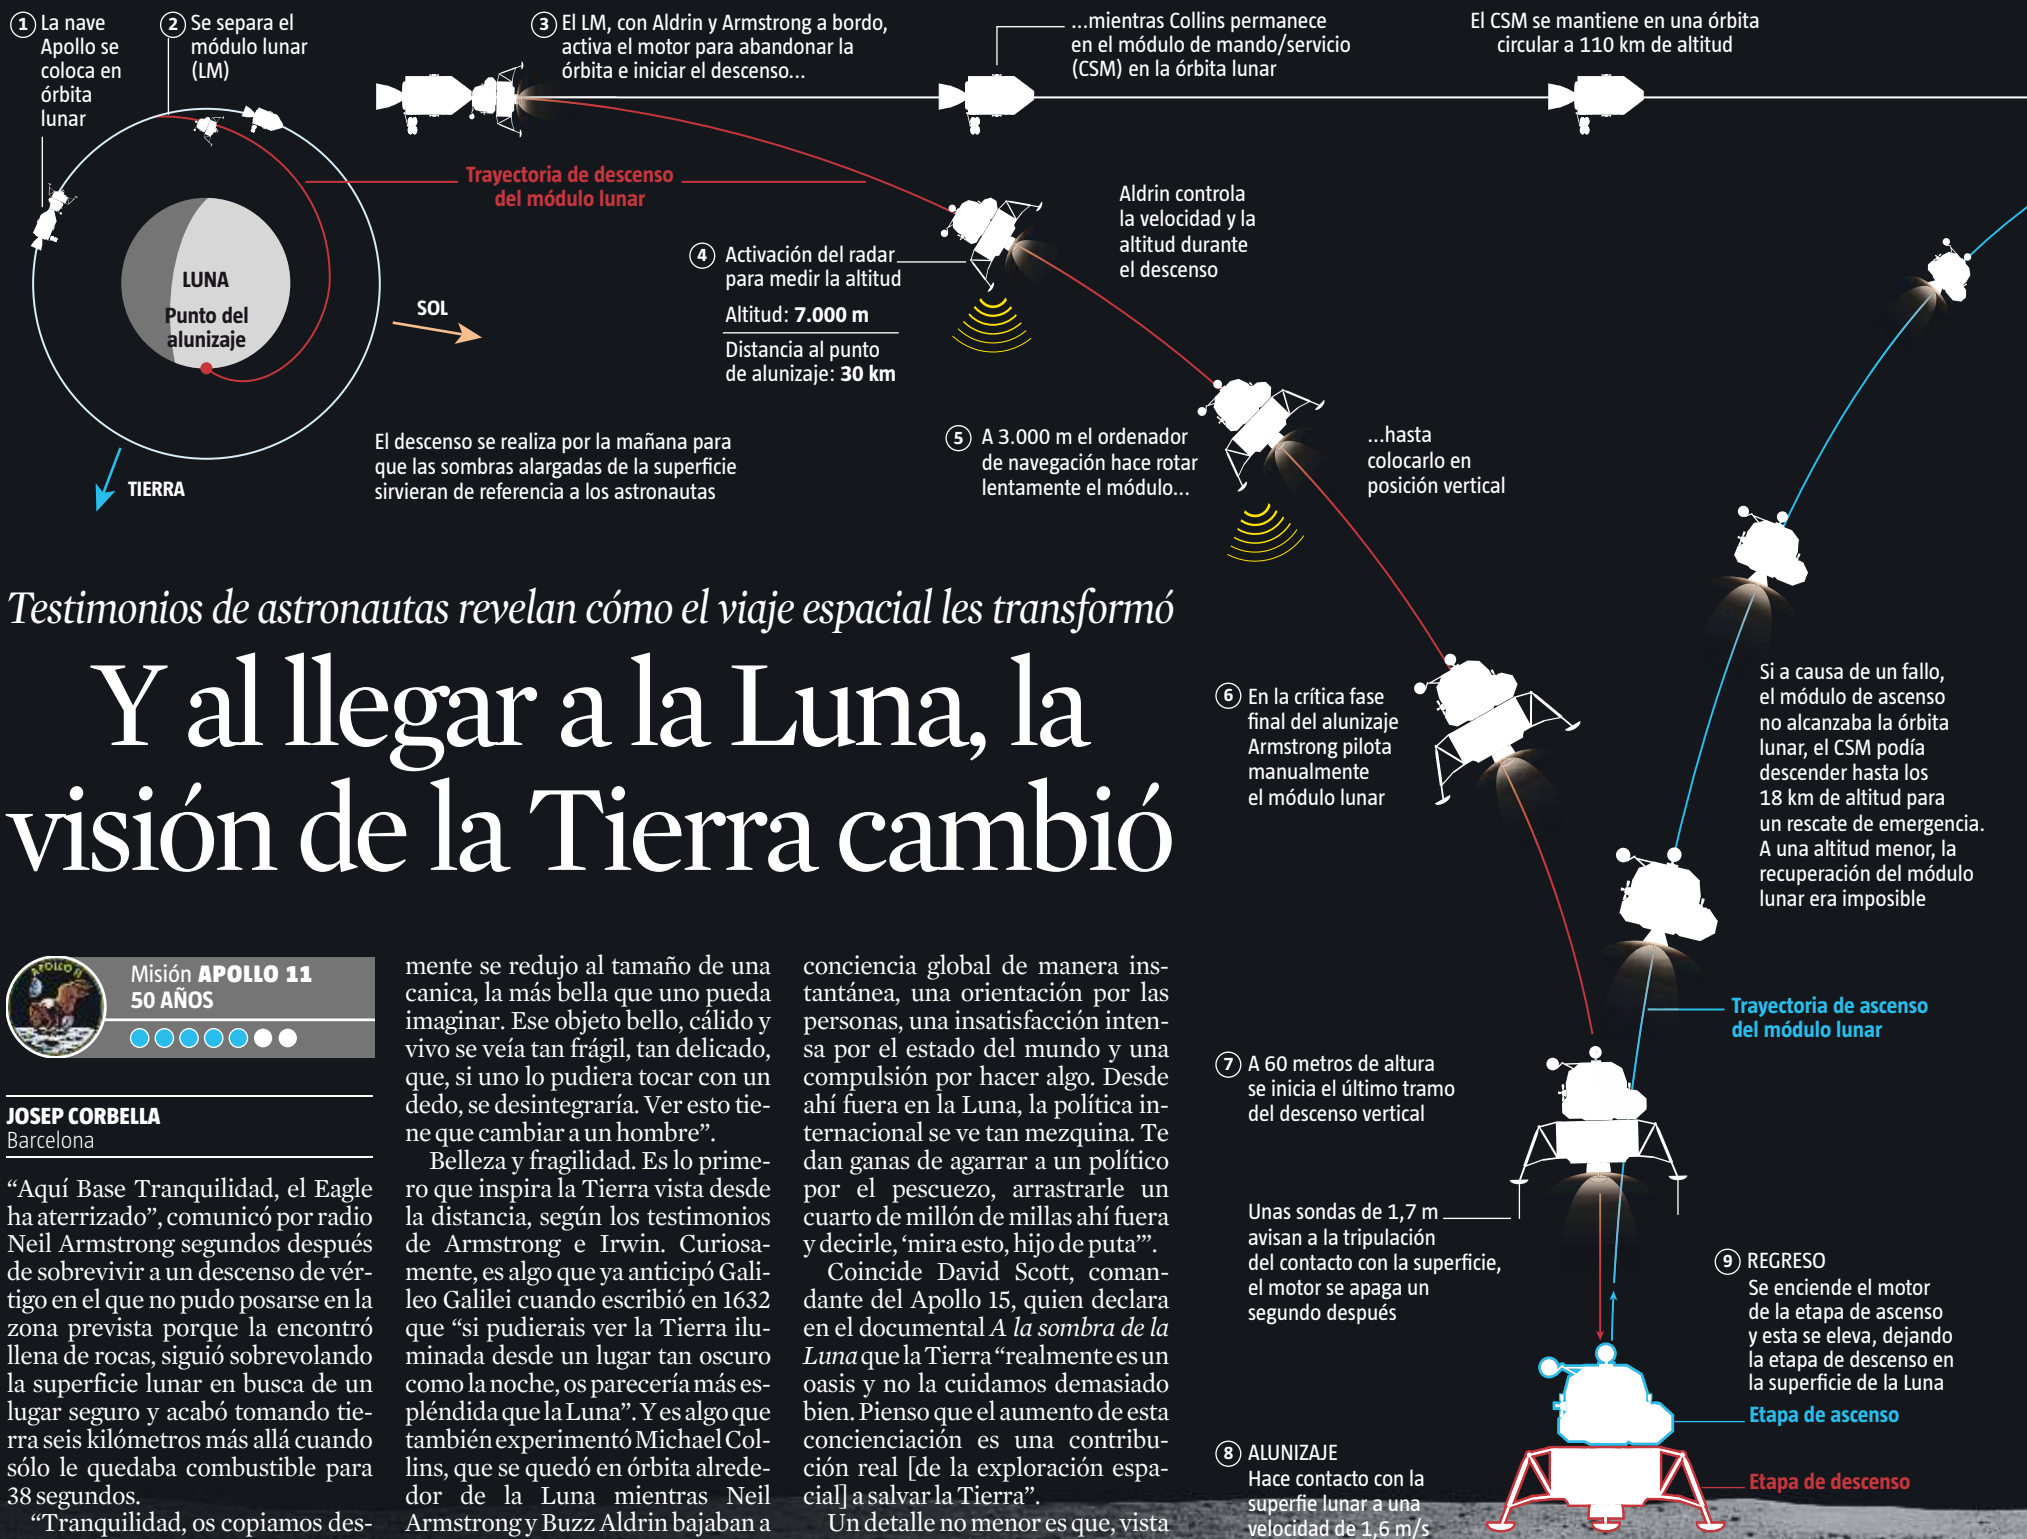 1 La nave
Apollo se
coloca en
órbita
lunar
2 Se separa el
módulo lunar
(LM)
3 El LM, con Aldrin y Armstrong a bordo,
activa el motor para abandonar la
órbita e iniciar el descenso...
...mientras Collins permanece
en el módulo de mando/servicio
(CSM) en la órbita lunar
El CSM se mantiene en una órbita
circular a 110 km de altitud
Trayectoria de descenso
del módulo lunar
LUNA
Punto del
alunizaje
SOL
TIERRA
4 Activación del radar
para medir la altitud
Altitud: 7.000 m
Distancia al punto
de alunizaje: 30 km
Aldrin controla
la velocidad y la
altitud durante
el descenso
El descenso se realiza por la mañana para
que las sombras alargadas de la superficie
sirvieran de referencia a los astronautas
5 A 3.000 m el ordenador
de navegación hace rotar
lentamente el módulo...
...hasta
colocarlo en
posición vertical
6 En la crítica fase
final del alunizaje
Armstrong pilota
manualmente
el módulo lunar
Si a causa de un fallo,
el módulo de ascenso
no alcanzaba la órbita
lunar, el CSM podía
descender hasta los
18 km de altitud para
un rescate de emergencia.
A una altitud menor, la
recuperación del módulo
lunar era imposible
Trayectoria de ascenso
del módulo lunar
7 A 60 metros de altura
se inicia el último tramo
del descenso vertical
Unas sondas de 1,7 m
avisan a la tripulación
del contacto con la superficie,
el motor se apaga un
segundo después
9 REGRESO
Se enciende el motor
de la etapa de ascenso
y esta se eleva, dejando
la etapa de descenso en
la superficie de la Luna
Etapa de ascenso
Etapa de descenso
8 ALUNIZAJE
Hace contacto con la
superfie lunar a una
velocidad de 1,6 m/s
Testimonios de astronautas revelan cómo el viaje espacial les transformó
Y al llegar a la Luna, la
visión de la Tierra cambió
APOLLO 11
Misión APOLLO 11
50 AÑOS
JOSEP CORBELLA
Barcelona
“Aquí Base Tranquilidad, el Eagle
ha aterrizado”, comunicó por radio
Neil Armstrong segundos después
de sobrevivir a un descenso de vér-
tigo en el que no pudo posarse en la
zona prevista porque la encontró
llena de rocas, siguió sobrevolando
la superficie lunar en busca de un
lugar seguro y acabó tomando tie-
rra seis kilómetros más allá cuando
sólo le quedaba combustible para
38 segundos.
“Tranquilidad, os copiamos des-
mente se redujo al tamaño de una
canica, la más bella que uno pueda
imaginar. Ese objeto bello, cálido y
vivo se veía tan frágil, tan delicado,
que, si uno lo pudiera tocar con un
dedo, se desintegraría. Ver esto tie-
ne que cambiar a un hombre”.
Belleza y fragilidad. Es lo prime-
ro que inspira la Tierra vista desde
la distancia, según los testimonios
de Armstrong e Irwin. Curiosa-
mente, es algo que ya anticipó Gali-
leo Galilei cuando escribió en 1632
que “si pudierais ver la Tierra ilu-
minada desde un lugar tan oscuro
como la noche, os parecería más es-
pléndida que la Luna”. Y es algo que
también experimentó Michael Col-
lins, que se quedó en órbita alrede-
dor de la Luna mientras Neil
Armstrong y Buzz Aldrin bajaban a
conciencia global de manera ins-
tantánea, una orientación por las
personas, una insatisfacción inten-
sa por el estado del mundo y una
compulsión por hacer algo. Desde
ahí fuera en la Luna, la política in-
ternacional se ve tan mezquina. Te
dan ganas de agarrar a un político
por el pescuezo, arrastrarle un
cuarto de millón de millas ahí fuera
y decirle, ‘mira esto, hijo de puta’”.
Coincide David Scott, coman-
dante del Apollo 15, quien declara
en el documental A la sombra de la
Luna que la Tierra “realmente es un
oasis y no la cuidamos demasiado
bien. Pienso que el aumento de esta
concienciación es una contribu-
ción real [de la exploración espa-
cial] a salvar la Tierra”.
Un detalle no menor es que, vista